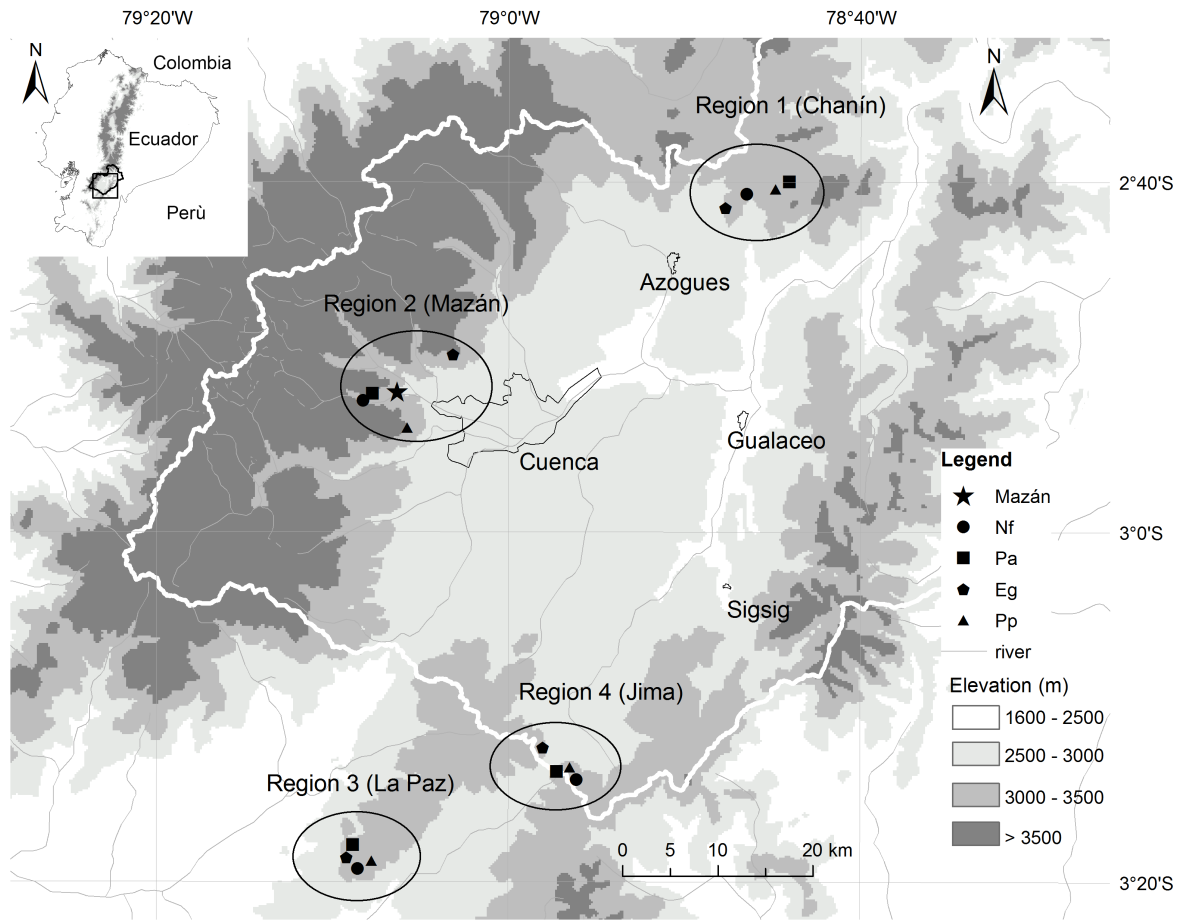 79°20'W
79°0'W
78°40'W
N
Colombia
Ecuador
Perù
N
Region 1 (Chanín)
2°40'S
Azogues
Region 2 (Mazán)
Gualaceo
Cuenca
Legend
Mazán
Nf
3°0'S
Pa
Eg
Sigsig
Pp
river
Elevation (m)
Region 4 (Jima)
1600 - 2500
2500 - 3000
Region 3 (La Paz)
3000 - 3500
> 3500
0 5 10 20 km
3°20'S